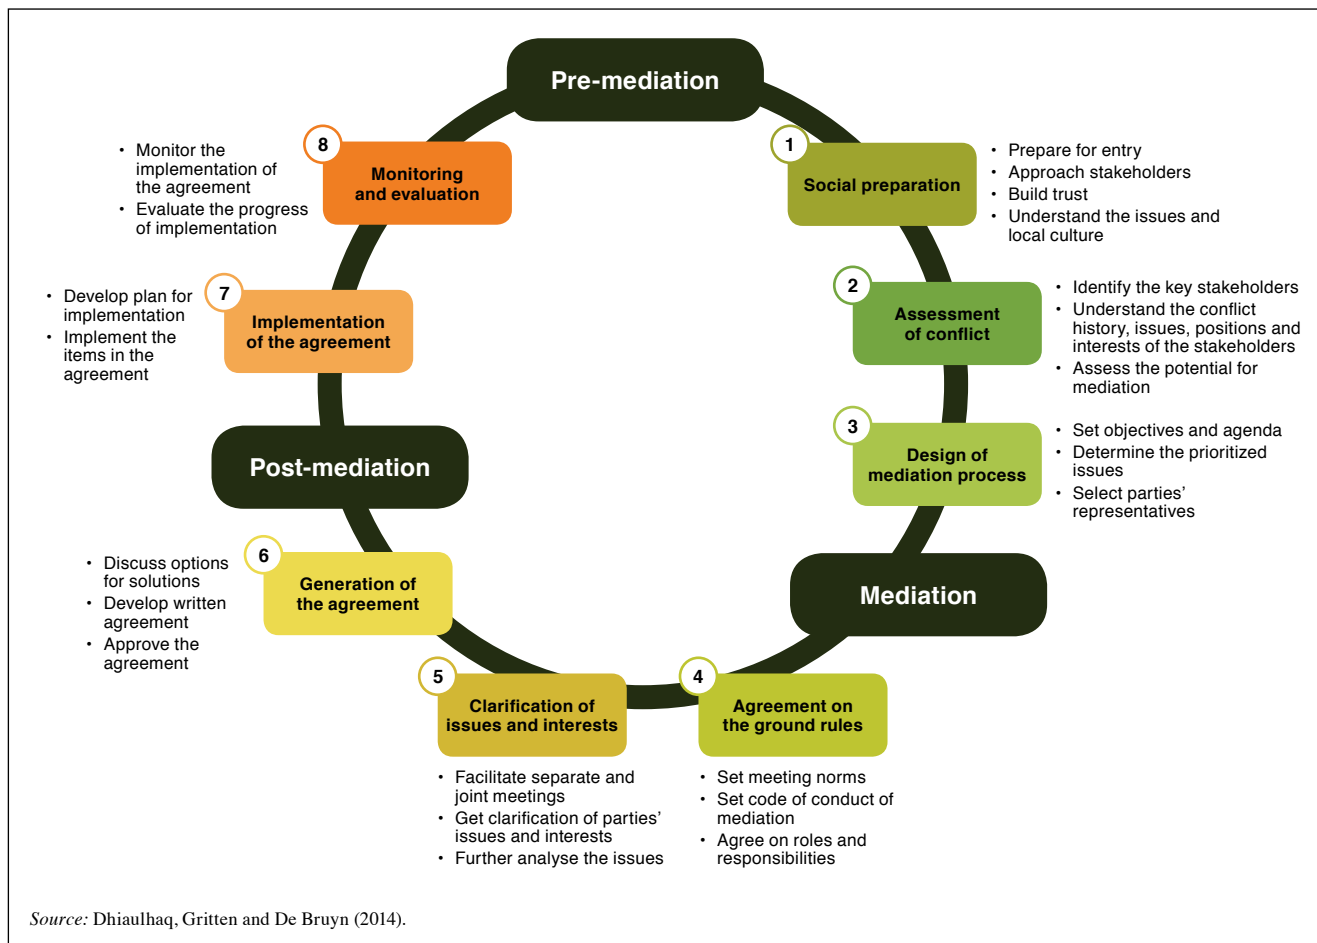 Pre-mediation
1
Social preparation
• Prepare for entry
• Approach stakeholders
• Build trust
• Understand the issues and
local culture
2
Assessment
of conflict
• Identify the key stakeholders
• Understand the conflict
history, issues, positions and
interests of the stakeholders
• Assess the potential for
mediation
3
Design of
mediation process
• Set objectives and agenda
• Determine the prioritized
issues
• Select parties’
representatives
Mediation
4
Agreement on
the ground rules
• Set meeting norms
• Set code of conduct of
mediation
• Agree on roles and
responsibilities
5
Clarification of
issues and interests
• Facilitate separate and
joint meetings
• Get clarification of parties’
issues and interests
• Further analyse the issues
6
Generation of
the agreement
• Discuss options
for solutions
• Develop written
agreement
• Approve the
agreement
Post-mediation
7
Implementation
of the agreement
• Develop plan for
implementation
• Implement the
items in the
agreement
8
Monitoring
and evaluation
• Monitor the
implementation of
the agreement
• Evaluate the progress
of implementation
Source: Dhiaulhaq, Gritten and De Bruyn (2014).